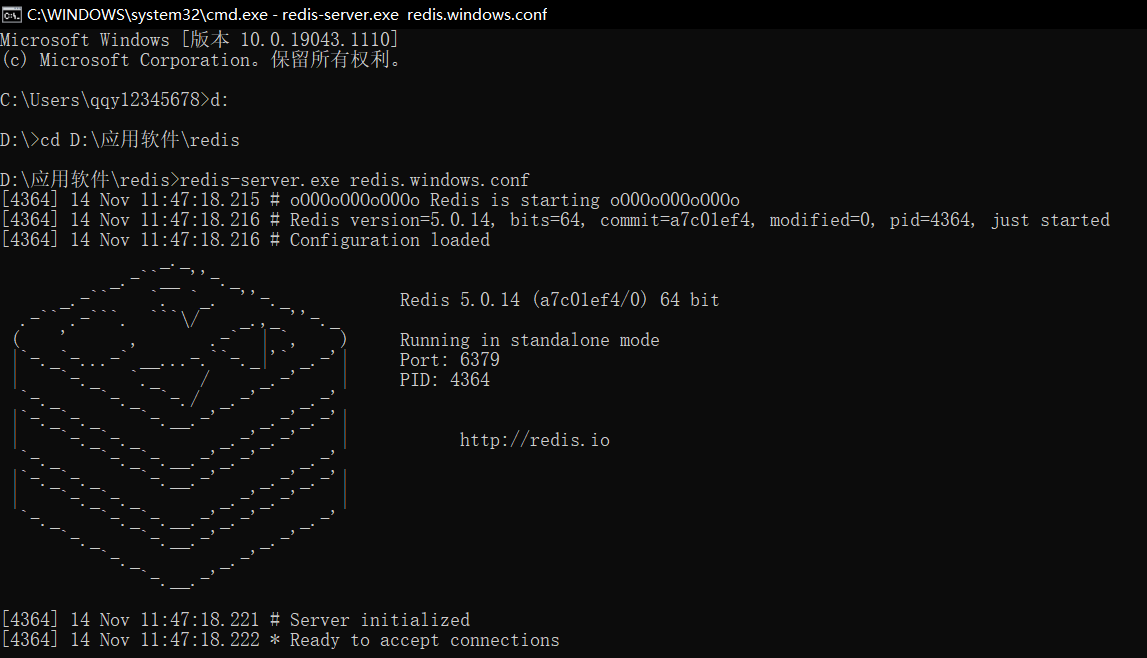 C:\WINDOWS\system32\cmd.exe - redis-server.exe  redis.windows.conf
Microsoft Windows [版本 10.0.19043.1110]
(c) Microsoft Corporation。保留所有权利。
C:\Users\qqy12345678>d:
D:\>cd D:\应用软件\redis
D:\应用软件\redis>redis-server.exe redis.windows.conf
[4364] 14 Nov 11:47:18.215 # oO0OoO0OoO0Oo Redis is starting oO0OoO0OoO0Oo
[4364] 14 Nov 11:47:18.216 # Redis version=5.0.14, bits=64, commit=a7c01ef4, modified=0, pid=4364, just started
[4364] 14 Nov 11:47:18.216 # Configuration loaded
Redis 5.0.14 (a7c01ef4/0) 64 bit
Running in standalone mode
Port: 6379
PID: 4364
http://redis.io
[4364] 14 Nov 11:47:18.221 # Server initialized
[4364] 14 Nov 11:47:18.222 * Ready to accept connections